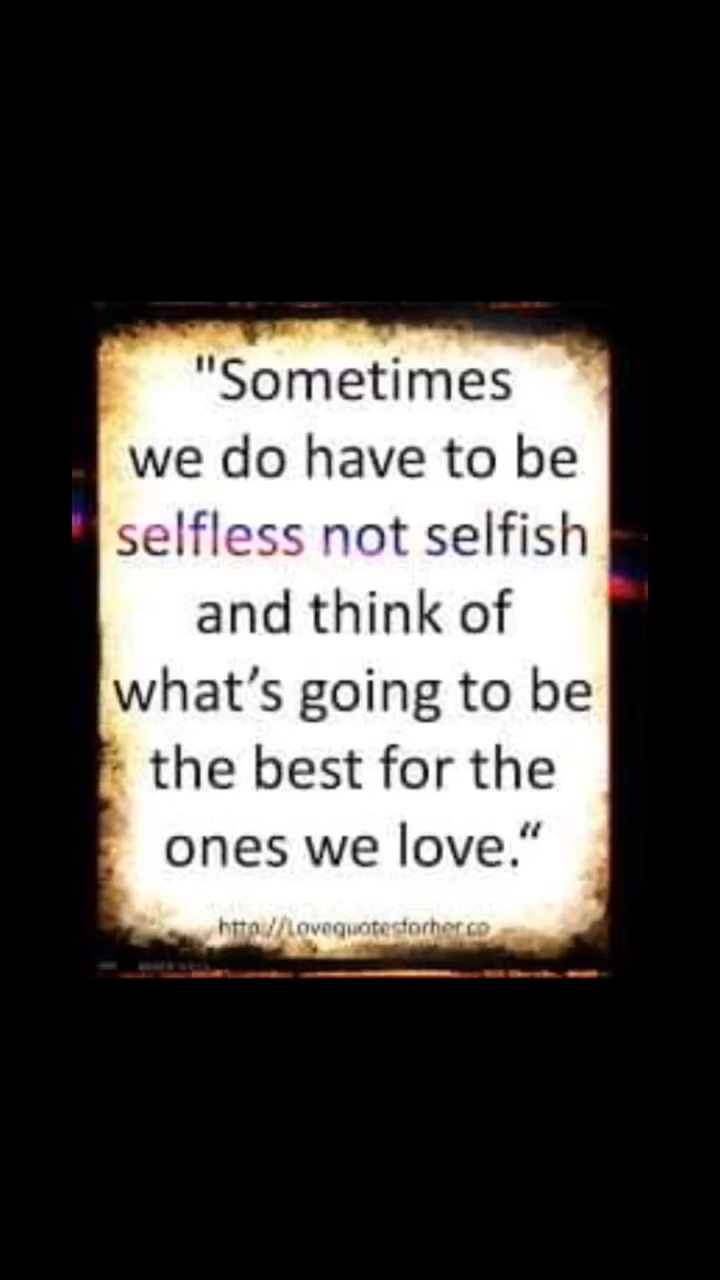 "Sometimes
we do have to be
selfless not selfish
and think of
what’s going to be
the best for the
ones we love.“
http://Lovequotesforher.co